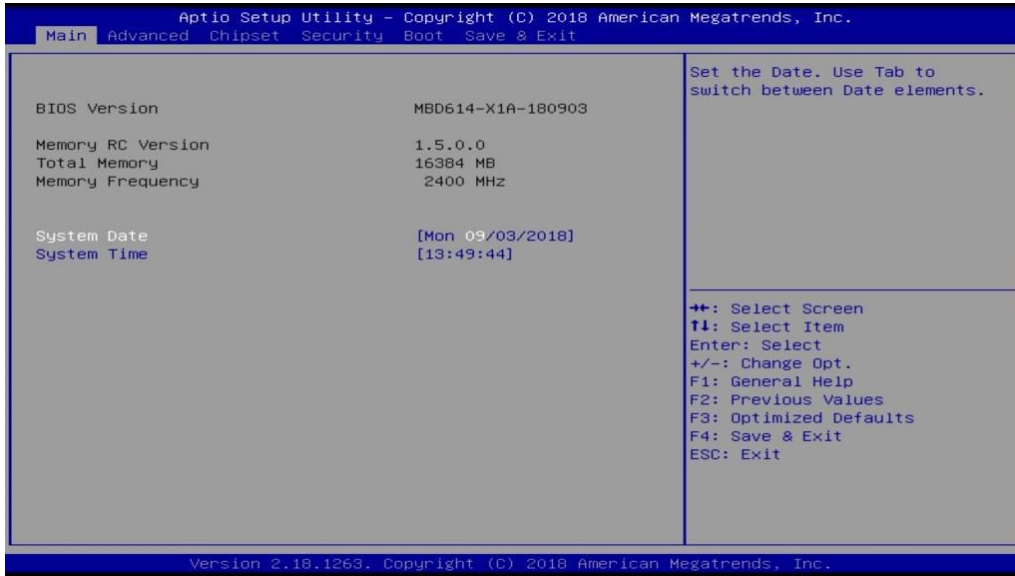 Aptio Setup Utility – Copyright (C) 2018 American Megatrends, Inc.
Main Advanced Chipset Security Boot Save & Exit
BIOS Version MBD614-X1A-180903
Memory RC Version 1.5.0.0
Total Memory 16384 MB
Memory Frequency 2400 MHz
System Date [Mon 09/03/2018]
System Time [13:49:44]
Set the Date. Use Tab to
switch between Date elements.
→←: Select Screen
↑↓: Select Item
Enter: Select
+/-: Change Opt.
F1: General Help
F2: Previous Values
F3: Optimized Defaults
F4: Save & Exit
ESC: Exit
Version 2.18.1263. Copyright (C) 2018 American Megatrends, Inc.